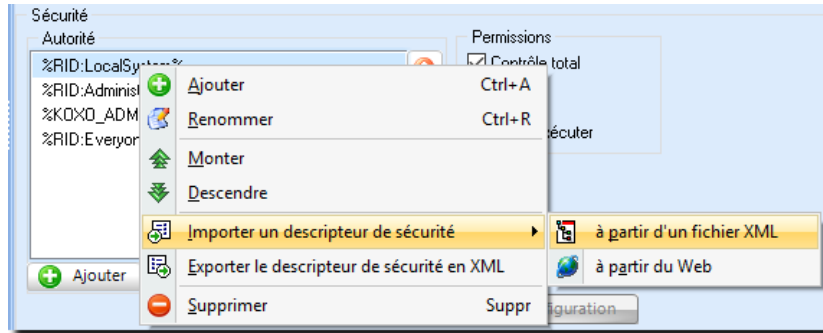 Sécurité
Autorité
Permissions
%RID:LocalSystem%
Contrôle total
%RID:Administ
%KOXO_ADM
%RID:Everyon
écuter
Ajouter Ctrl+A
Renommer Ctrl+R
Monter
Descendre
Importer un descripteur de sécurité
à partir d'un fichier XML
Exporter le descripteur de sécurité en XML
à partir du Web
Supprimer Suppr
Ajouter
figuration